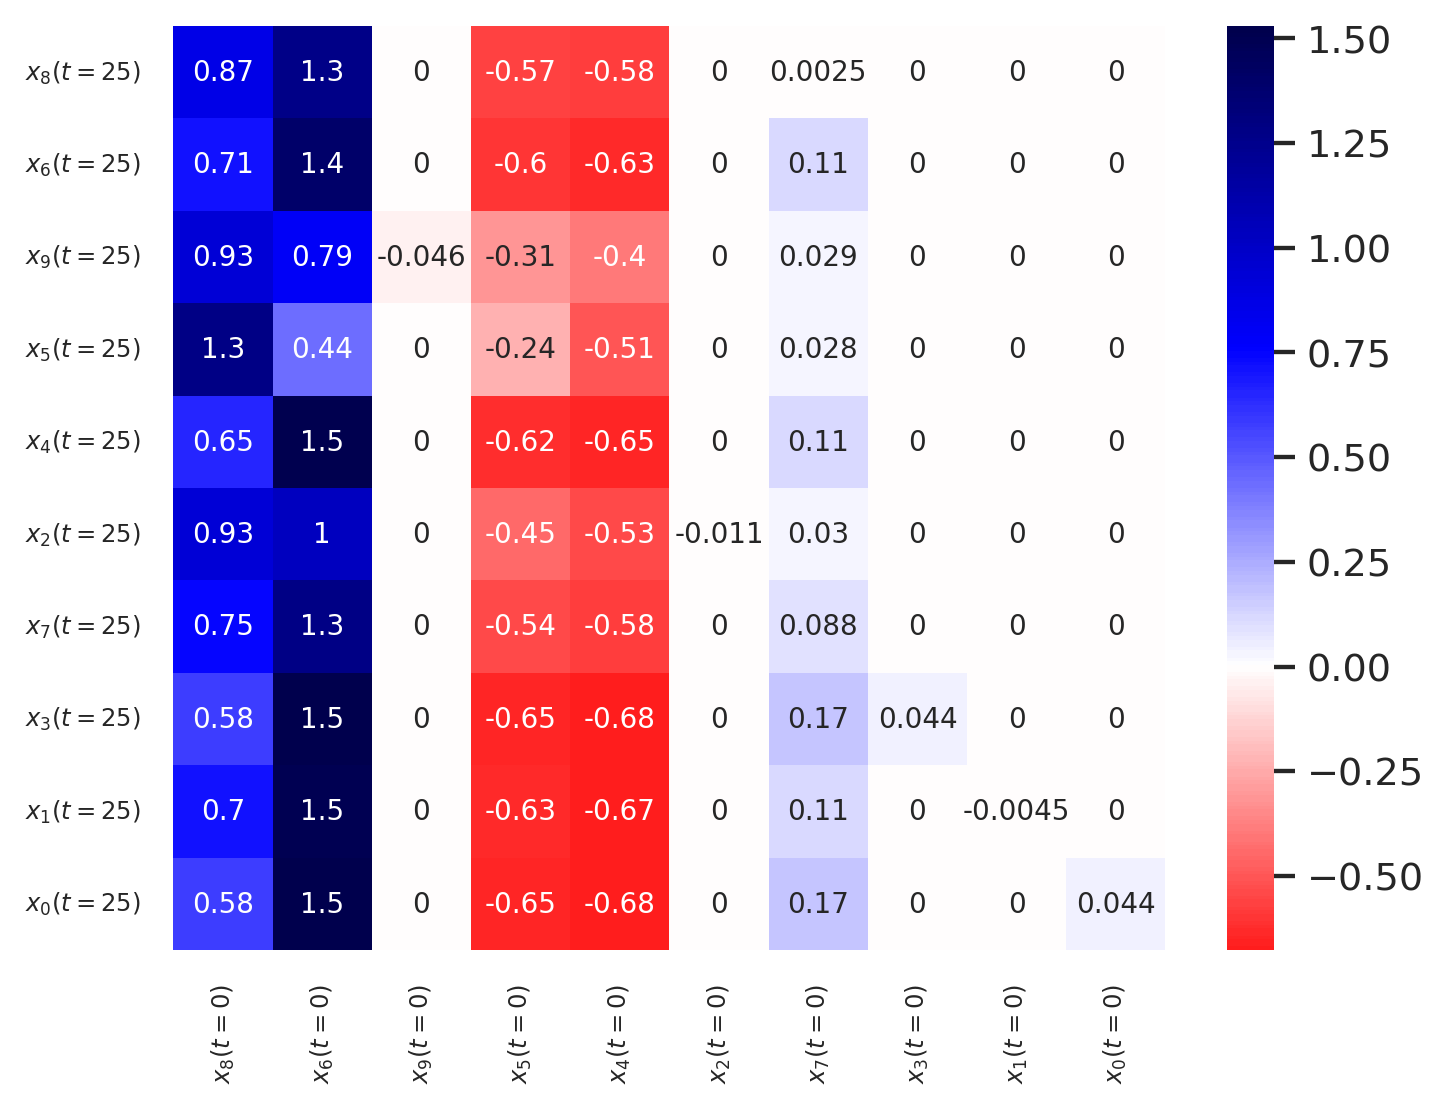 x₈(t = 25) 0.87 1.3 0 -0.57 -0.58 0 0.0025 0 0 0
x₆(t = 25) 0.71 1.4 0 -0.6 -0.63 0 0.11 0 0 0
x₉(t = 25) 0.93 0.79 -0.046 -0.31 -0.4 0 0.029 0 0 0
x₅(t = 25) 1.3 0.44 0 -0.24 -0.51 0 0.028 0 0 0
x₄(t = 25) 0.65 1.5 0 -0.62 -0.65 0 0.11 0 0 0
x₂(t = 25) 0.93 1 0 -0.45 -0.53 -0.011 0.03 0 0 0
x₇(t = 25) 0.75 1.3 0 -0.54 -0.58 0 0.088 0 0 0
x₃(t = 25) 0.58 1.5 0 -0.65 -0.68 0 0.17 0.044 0 0
x₁(t = 25) 0.7 1.5 0 -0.63 -0.67 0 0.11 0 -0.0045 0
x₀(t = 25) 0.58 1.5 0 -0.65 -0.68 0 0.17 0 0 0.044
x₈(t = 0) x₆(t = 0) x₉(t = 0) x₅(t = 0) x₄(t = 0) x₂(t = 0) x₇(t = 0) x₃(t = 0) x₁(t = 0) x₀(t = 0)
1.50
1.25
1.00
0.75
0.50
0.25
0.00
−0.25
−0.50